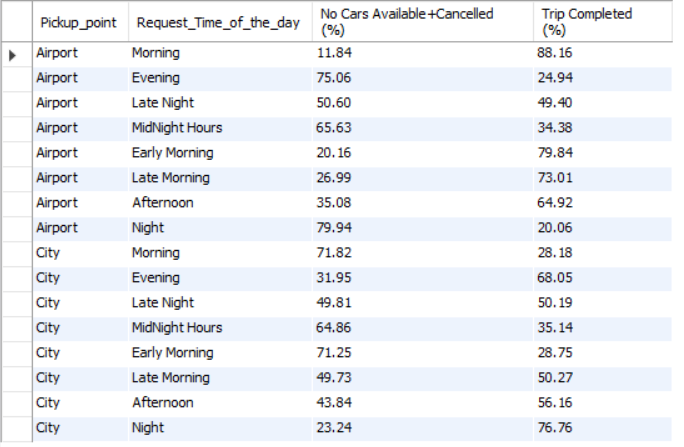 Pickup_point Request_Time_of_the_day No Cars Available+Cancelled (%) Trip Completed (%)
Airport Morning 11.84 88.16
Airport Evening 75.06 24.94
Airport Late Night 50.60 49.40
Airport MidNight Hours 65.63 34.38
Airport Early Morning 20.16 79.84
Airport Late Morning 26.99 73.01
Airport Afternoon 35.08 64.92
Airport Night 79.94 20.06
City Morning 71.82 28.18
City Evening 31.95 68.05
City Late Night 49.81 50.19
City MidNight Hours 64.86 35.14
City Early Morning 71.25 28.75
City Late Morning 49.73 50.27
City Afternoon 43.84 56.16
City Night 23.24 76.76